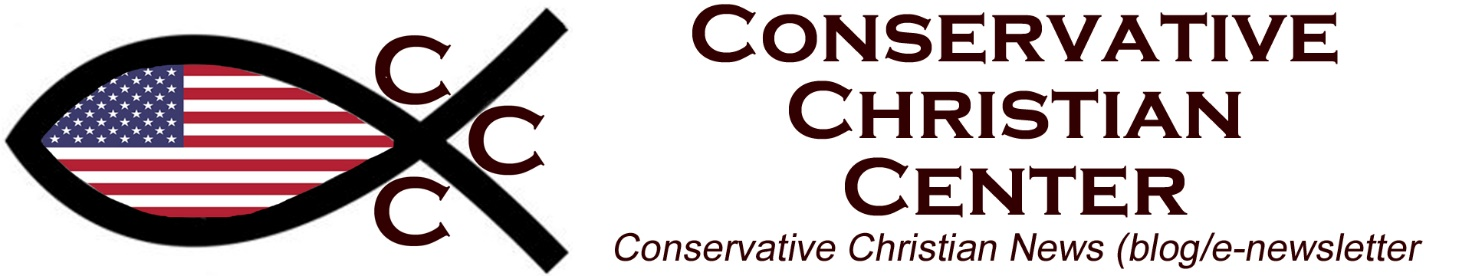 C
C
C
CONSERVATIVE
CHRISTIAN
CENTER
Conservative Christian News (blog/e-newsletter